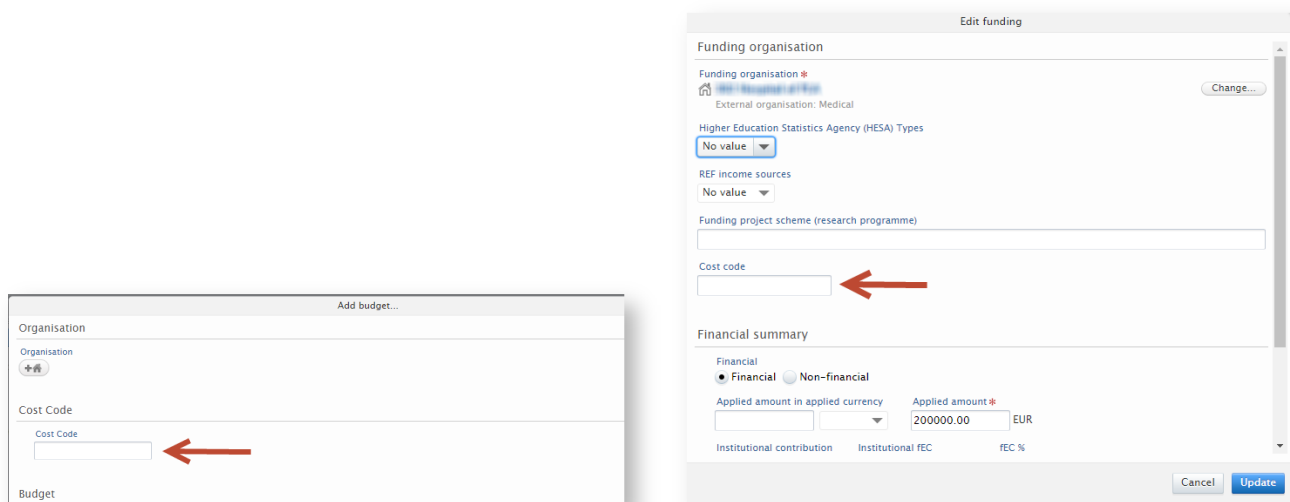 Add budget...
Organisation
Organisation
Cost Code
Cost Code
Budget
Edit funding
Funding organisation
Funding organisation *
Change...
External organisation: Medical
Higher Education Statistics Agency (HESA) Types
No value
REF income sources
No value
Funding project scheme (research programme)
Cost code
Financial summary
Financial
Financial Non-financial
Applied amount in applied currency Applied amount *
200000.00 EUR
Institutional contribution Institutional fEC fEC %
Cancel Update